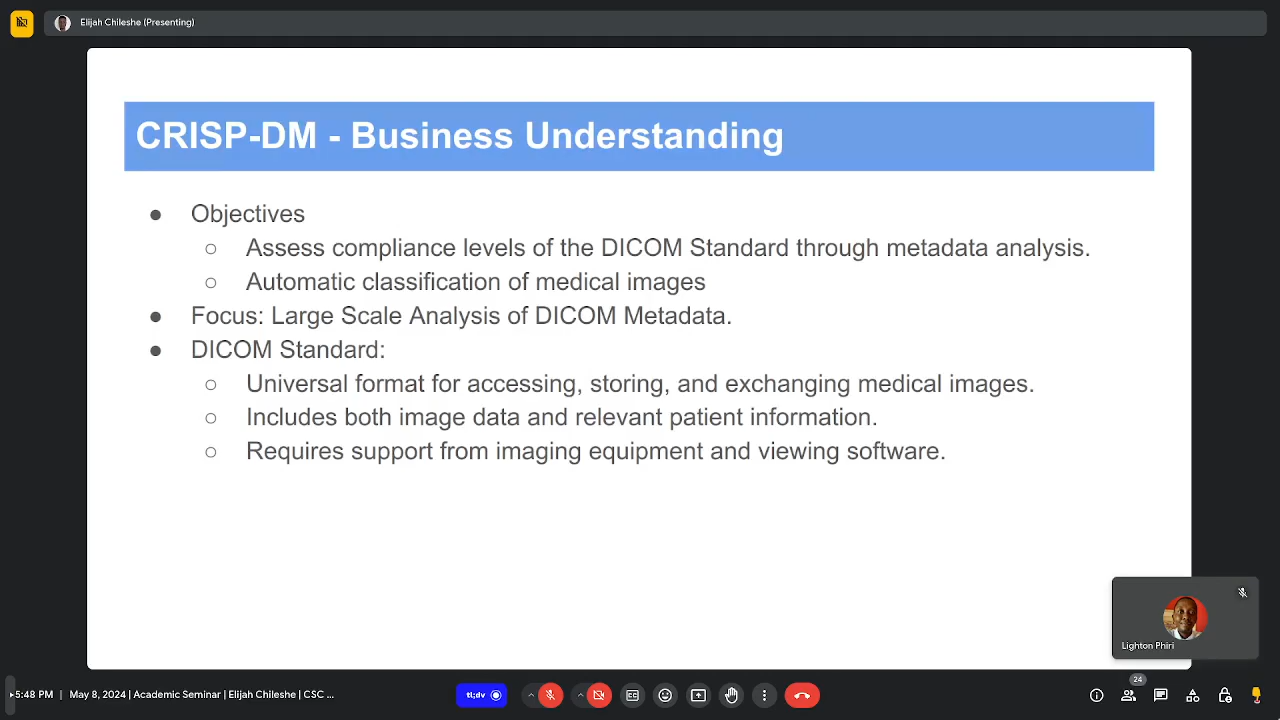 Elijah Chileshe (Presenting)
CRISP-DM - Business Understanding
● Objectives
○ Assess compliance levels of the DICOM Standard through metadata analysis.
○ Automatic classification of medical images
● Focus: Large Scale Analysis of DICOM Metadata.
● DICOM Standard:
○ Universal format for accessing, storing, and exchanging medical images.
○ Includes both image data and relevant patient information.
○ Requires support from imaging equipment and viewing software.
Lighton Phiri
5:48 PM | May 8, 2024 | Academic Seminar | Elijah Chileshe | CSC ...
tl;dv
24